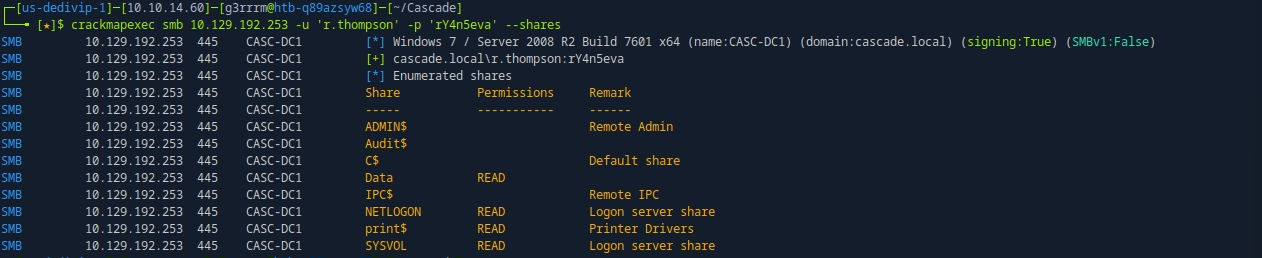 ┌─[us-dedivip-1]─[10.10.14.60]─[g3rrrm@htb-q89azsyw68]─[~/Cascade]
└──╼ [★]$ crackmapexec smb 10.129.192.253 -u 'r.thompson' -p 'rY4n5eva' --shares
SMB 10.129.192.253 445 CASC-DC1 [*] Windows 7 / Server 2008 R2 Build 7601 x64 (name:CASC-DC1) (domain:cascade.local) (signing:True) (SMBv1:False)
SMB 10.129.192.253 445 CASC-DC1 [+] cascade.local\r.thompson:rY4n5eva
SMB 10.129.192.253 445 CASC-DC1 [*] Enumerated shares
SMB 10.129.192.253 445 CASC-DC1 Share Permissions Remark
SMB 10.129.192.253 445 CASC-DC1 ----- ----------- ------
SMB 10.129.192.253 445 CASC-DC1 ADMIN$ Remote Admin
SMB 10.129.192.253 445 CASC-DC1 Audit$
SMB 10.129.192.253 445 CASC-DC1 C$ Default share
SMB 10.129.192.253 445 CASC-DC1 Data READ
SMB 10.129.192.253 445 CASC-DC1 IPC$ Remote IPC
SMB 10.129.192.253 445 CASC-DC1 NETLOGON READ Logon server share
SMB 10.129.192.253 445 CASC-DC1 print$ READ Printer Drivers
SMB 10.129.192.253 445 CASC-DC1 SYSVOL READ Logon server share